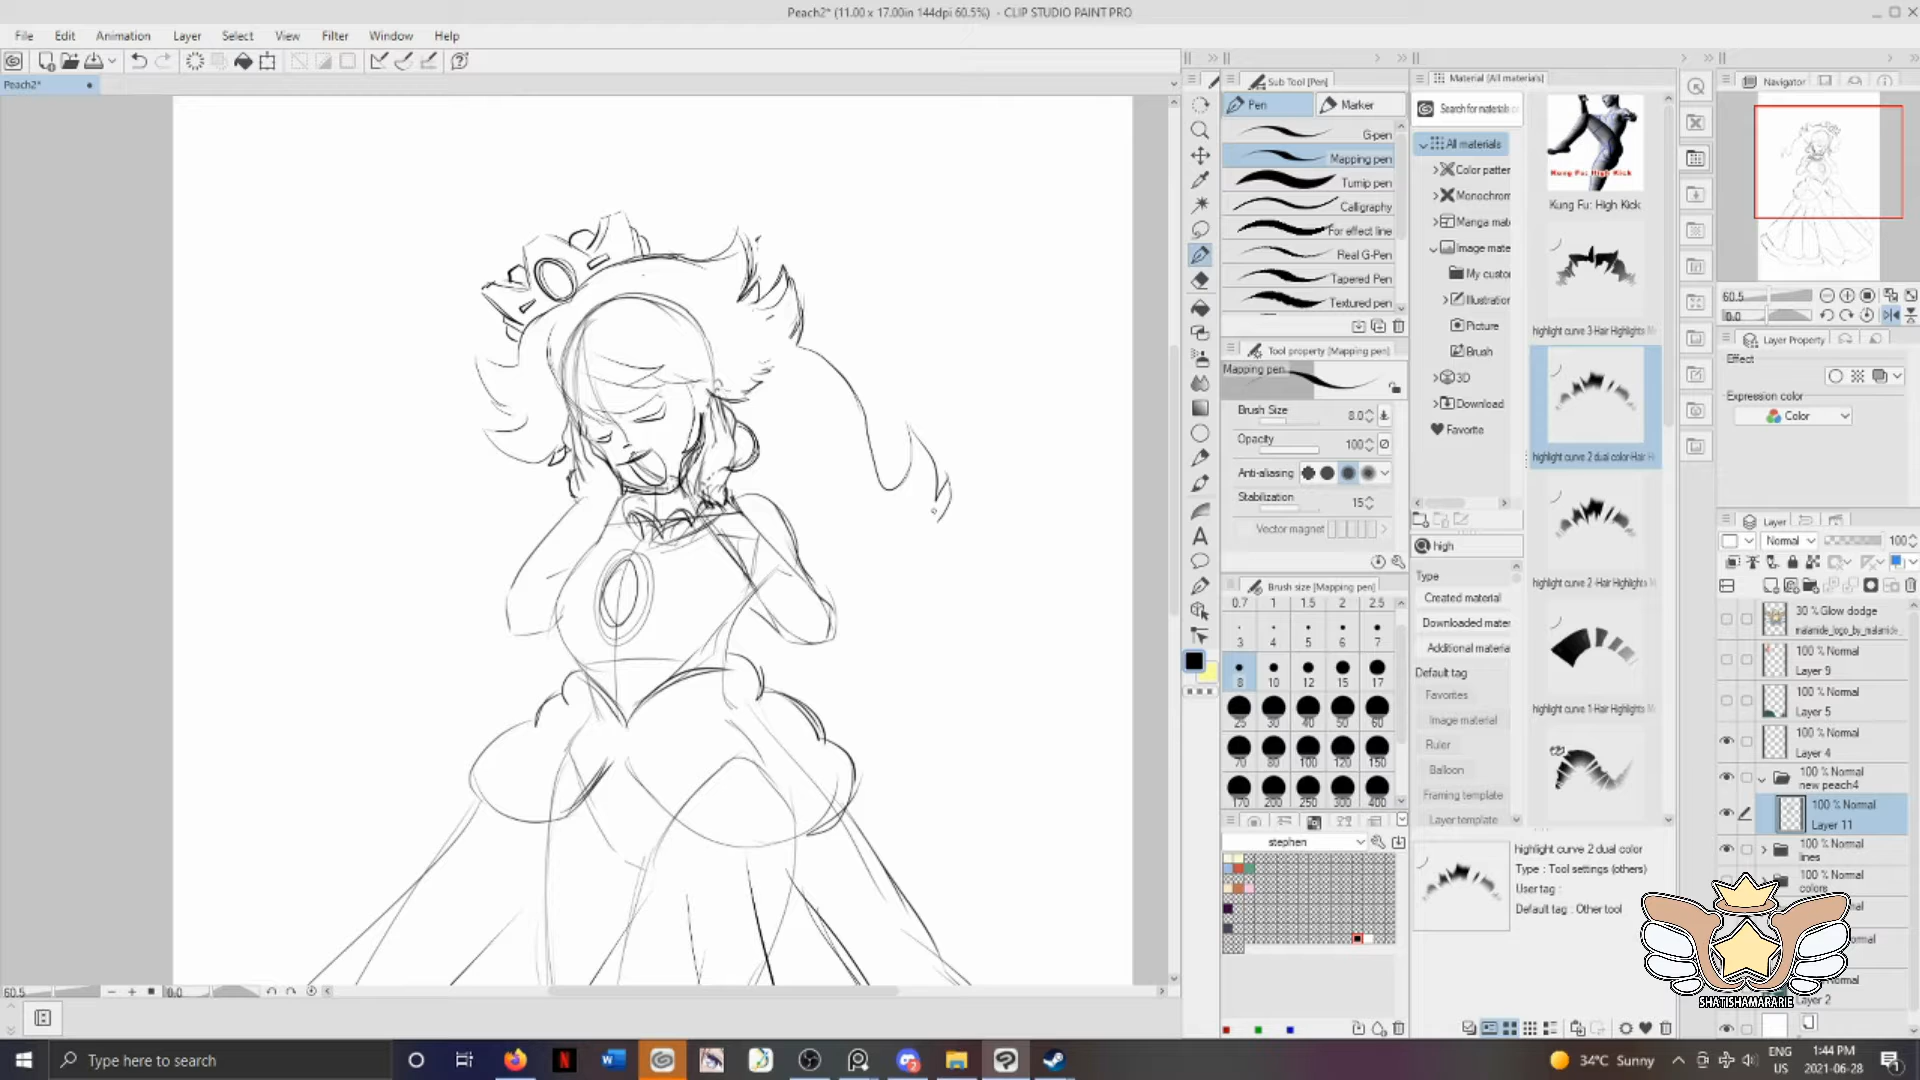 Peach2* (11.00 x 17.00in 144dpi 60.5%) - CLIP STUDIO PAINT PRO
File Edit Animation Layer Select View Filter Window Help
Peach2*
Sub Tool [Pen]
Pen Marker
G-pen
Mapping pen
Turnip pen
Calligraphy
For effect line
Real G-Pen
Tapered Pen
Textured pen
Tool property [Mapping pen]
Mapping pen
Brush Size 8.0
Opacity 100
Anti-aliasing
Stabilization 15
Vector magnet
Brush size [Mapping pen]
0.7 1 1.5 2 2.5
3 4 5 6 7
8 10 12 15 17
25 30 40 50 60
70 80 100 120 150
170 200 250 300 400
stephen
Material [All materials]
Search for materials on
All materials
Color patter
Monochrom
Manga mat
Image mate
My custo
Illustration
Picture
Brush
3D
Download
Favorite
high
Type
Created material
Downloaded mater
Additional materia
Default tag
Favorites
Image material
Ruler
Balloon
Framing template
Layer template
Kung Fu: High Kick
Kung Fu: High Kick
highlight curve 3-Hair Highlights M
highlight curve 2 dual color-Hair H
highlight curve 2 -Hair Highlights M
highlight curve 1-Hair Highlights M
highlight curve 2 dual color
Type : Tool settings (others)
User tag :
Default tag : Other tool
Navigator
60.5
0.0
Layer Property
Effect
Expression color
Color
Layer
Normal 100
30 % Glow dodge
malamide_logo_by_malamide_
100 % Normal
Layer 9
100 % Normal
Layer 5
100 % Normal
Layer 4
100 % Normal
new peach4
100 % Normal
Layer 11
100 % Normal
lines
100 % Normal
colors
Layer 2
SHATISHAMARARIE
60.5 0.0
Type here to search
34°C Sunny
ENG
US
1:44 PM
2021-06-28